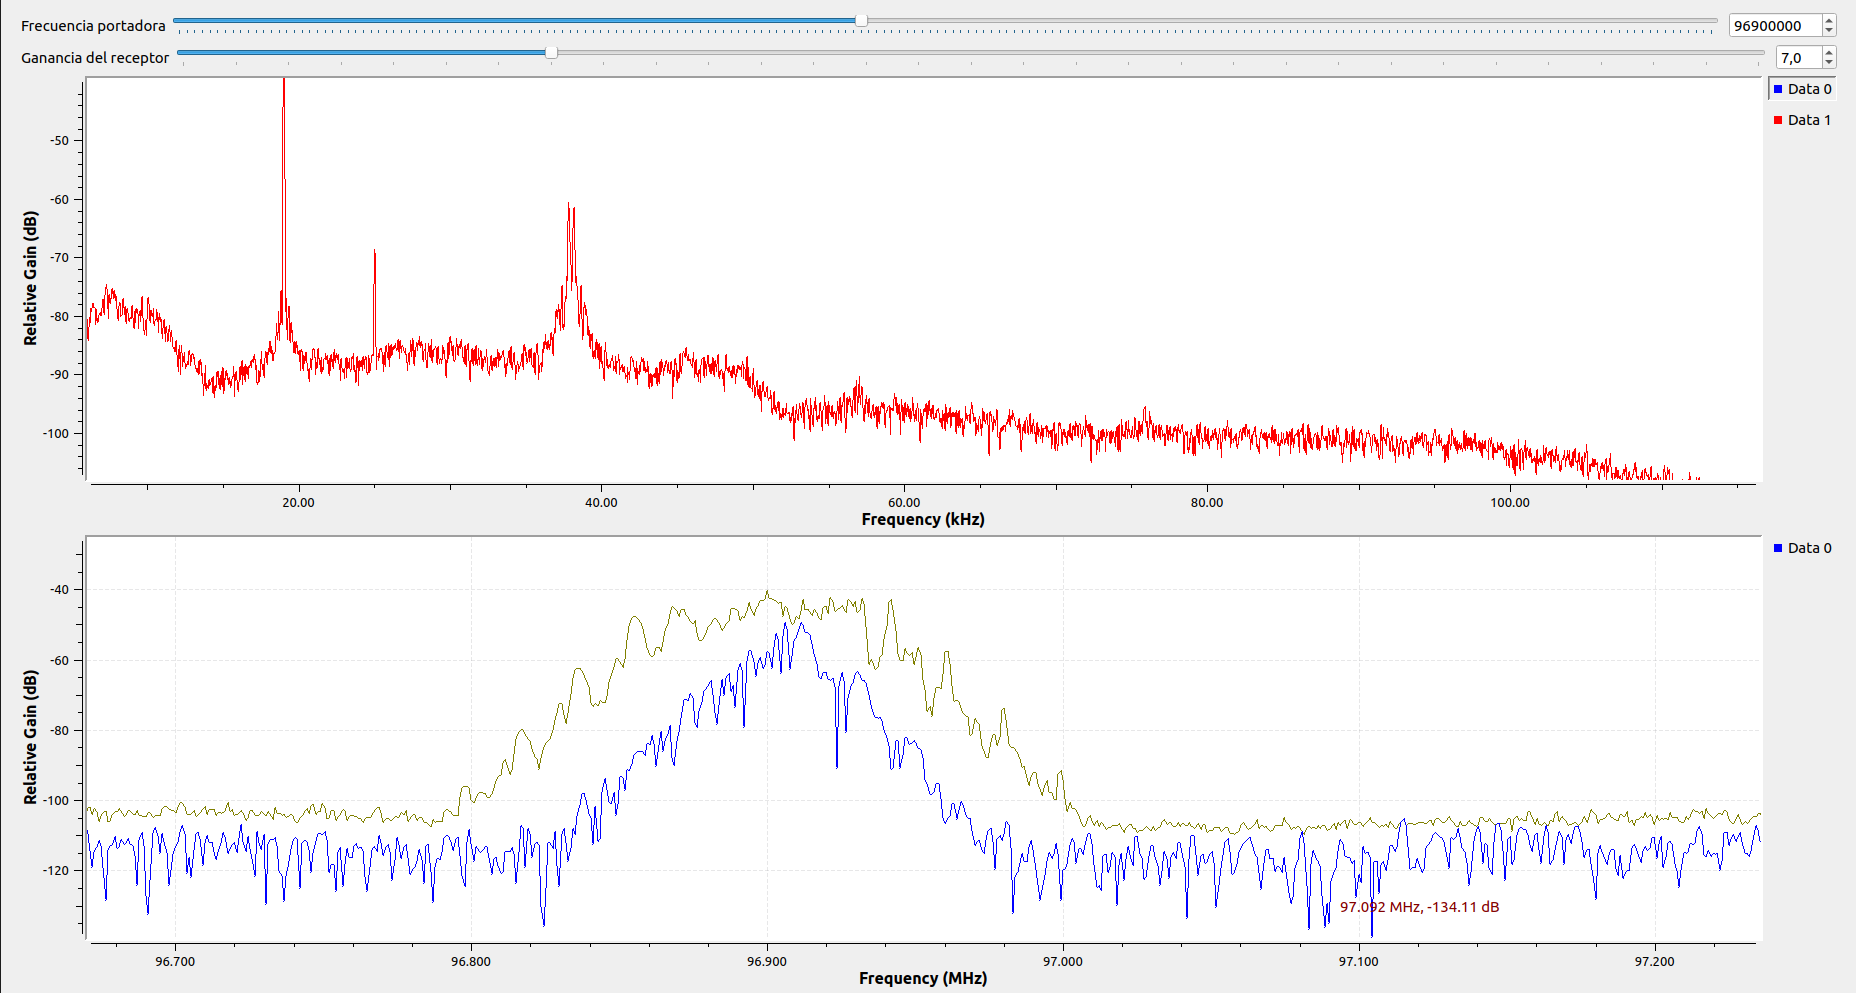 Frecuencia portadora
96900000
Ganancia del receptor
7,0
Data 0
Data 1
-50
-60
-70
-80
-90
-100
Relative Gain (dB)
20.00 40.00 60.00 80.00 100.00
Frequency (kHz)
Data 0
-40
-60
-80
-100
-120
Relative Gain (dB)
97.092 MHz, -134.11 dB
96.700 96.800 96.900 97.000 97.100 97.200
Frequency (MHz)